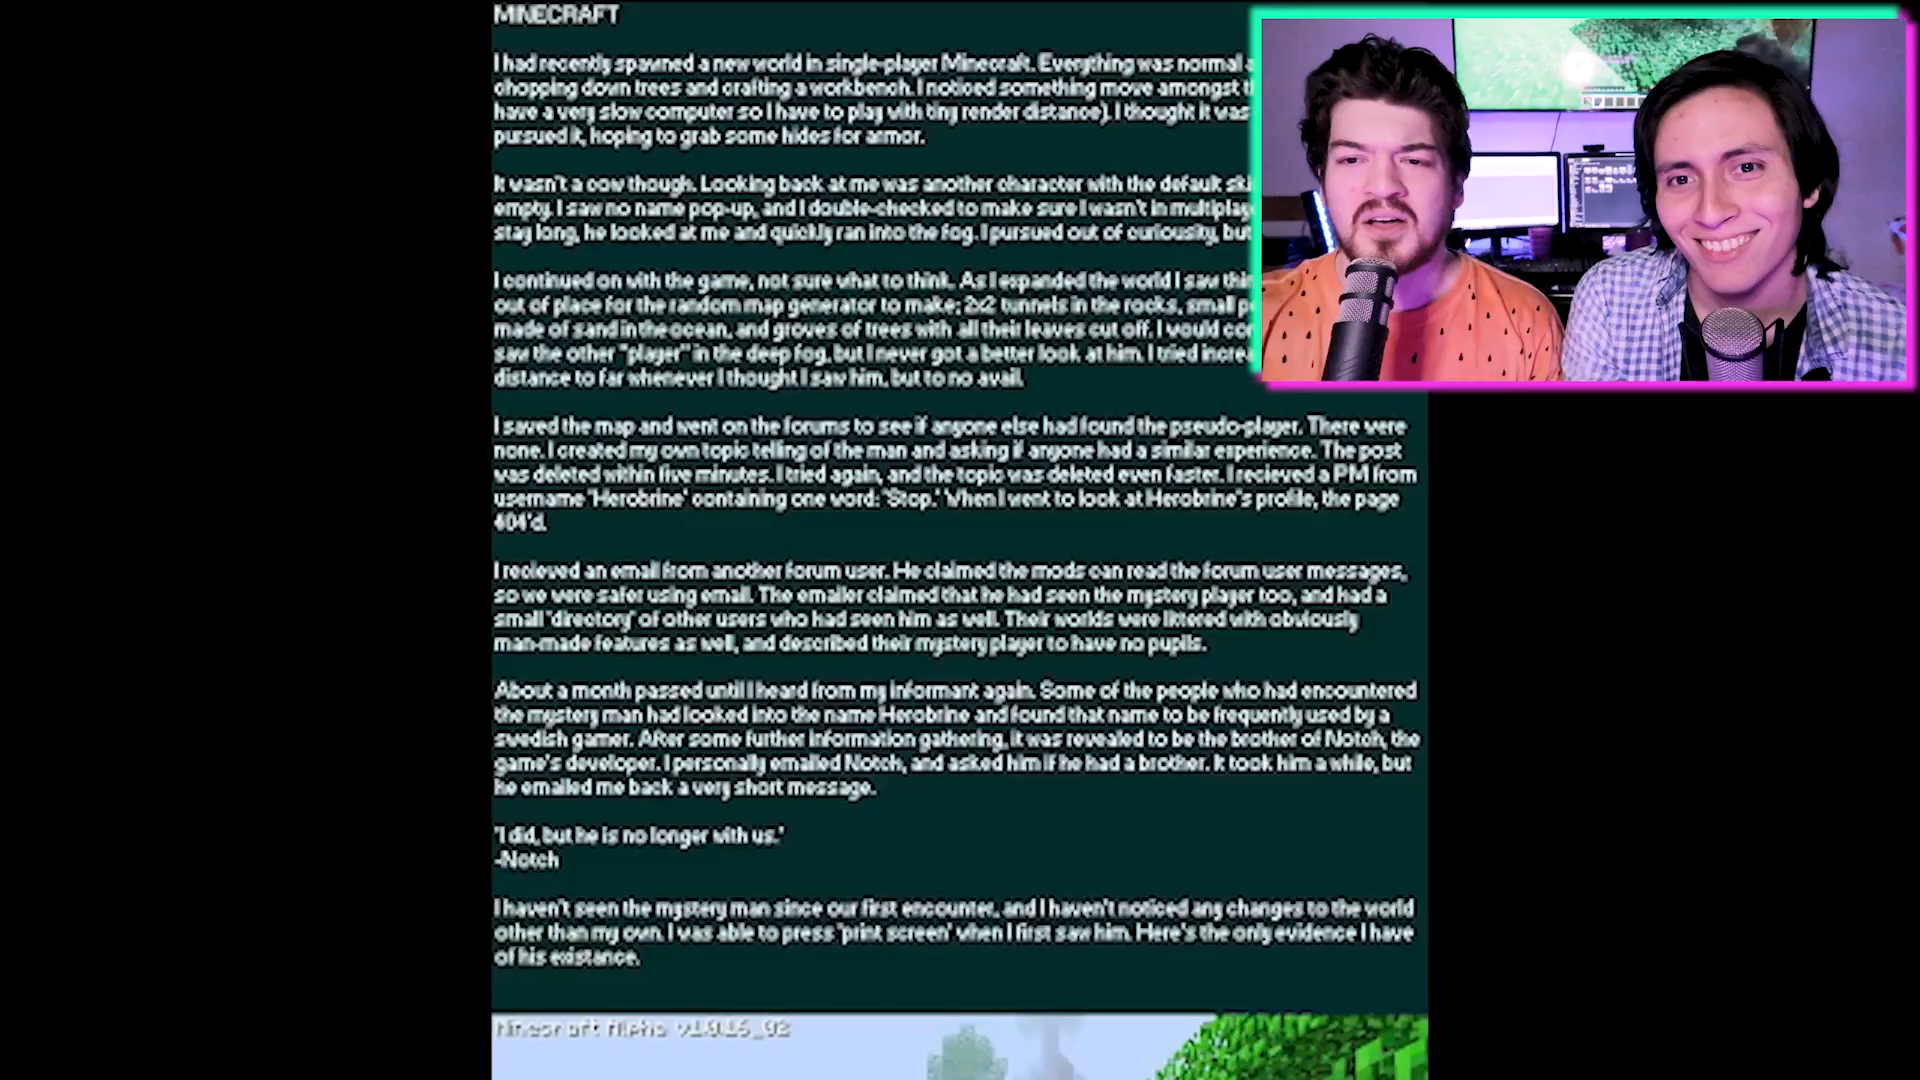 MINECRAFT
I had recently spawned a new world in single-player Minecraft. Everything was normal
chopping down trees and crafting a workbench. I noticed something move amongst
have a very slow computer so I have to play with tiny render distance). I thought it was
pursued it, hoping to grab some hides for armor.
It wasn't a cow though. Looking back at me was another character with the default
empty. I saw no name pop-up, and I double-checked to make sure I wasn't in
stay long, he looked at me and quickly ran into the fog. I pursued out of curiousity, but
I continued on with the game, not sure what to think. As I expanded the world I saw
out of place for the random map generator to make; 2x2 tunnels in the rocks, small
made of sand in the ocean, and groves of trees with all their leaves cut off. I would
saw the other "player" in the deep fog, but I never got a better look at him. I tried
distance to far whenever I thought I saw him, but to no avail.
I saved the map and went on the forums to see if anyone else had found the pseudo-player. There were
none. I created my own topic telling of the man and asking if anyone had a similar experience. The post
was deleted within five minutes. I tried again, and the topic was deleted even faster. I recieved a PM from
username 'Herobrine' containing one word: 'Stop.' When I went to look at Herobrine's profile, the page
404'd.
I recieved an email from another forum user. He claimed the mods can read the forum user messages,
so we were safer using email. The emailer claimed that he had seen the mystery player too, and had a
small 'directory' of other users who had seen him as well. Their worlds were littered with obviously
man-made features as well, and described their mystery player to have no pupils.
About a month passed until I heard from my informant again. Some of the people who had encountered
the mystery man had looked into the name Herobrine and found that name to be frequently used by a
swedish gamer. After some further information gathering, it was revealed to be the brother of Notch, the
game's developer. I personally emailed Notch, and asked him if he had a brother. It took him a while, but
he emailed me back a very short message.
'I did, but he is no longer with us.'
-Notch
I haven't seen the mystery man since our first encounter, and I haven't noticed any changes to the world
other than my own. I was able to press 'print screen' when I first saw him. Here's the only evidence I have
of his existance.
Minecraft Alpha v1.0.16_02